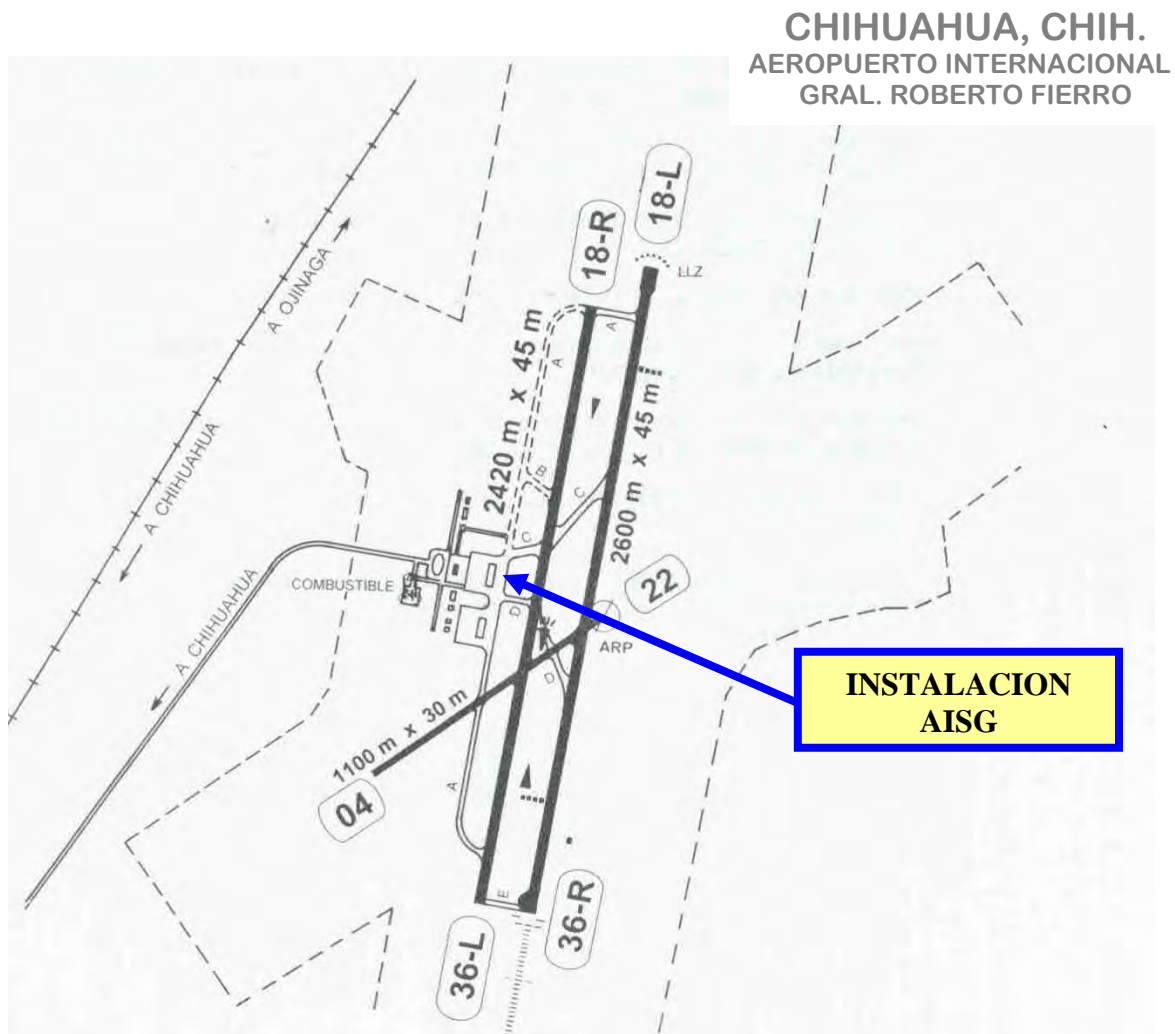 CHIHUAHUA, CHIH.
AEROPUERTO INTERNACIONAL
GRAL. ROBERTO FIERRO
18-L
18-R
LLZ
A OJINAGA
A
A
2420 m x 45 m
2600 m x 45 m
A CHIHUAHUA
B
C
C
22
COMBUSTIBLE
D
ARP
A CHIHUAHUA
D
INSTALACION
AISG
1100 m x 30 m
A
04
E
36-R
36-L